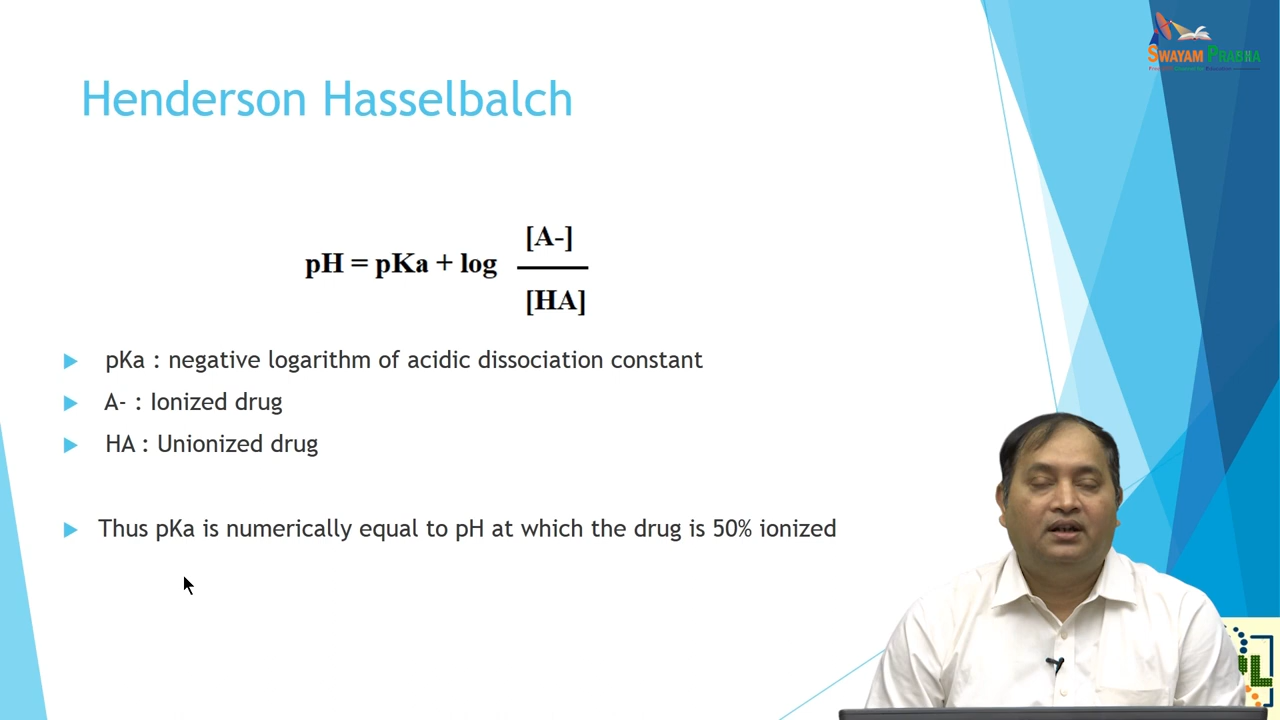 SWAYAM PRABHA
Henderson Hasselbalch
[A-]
pH = pKa + log
[HA]
pKa : negative logarithm of acidic dissociation constant
A- : Ionized drug
HA : Unionized drug
Thus pKa is numerically equal to pH at which the drug is 50% ionized